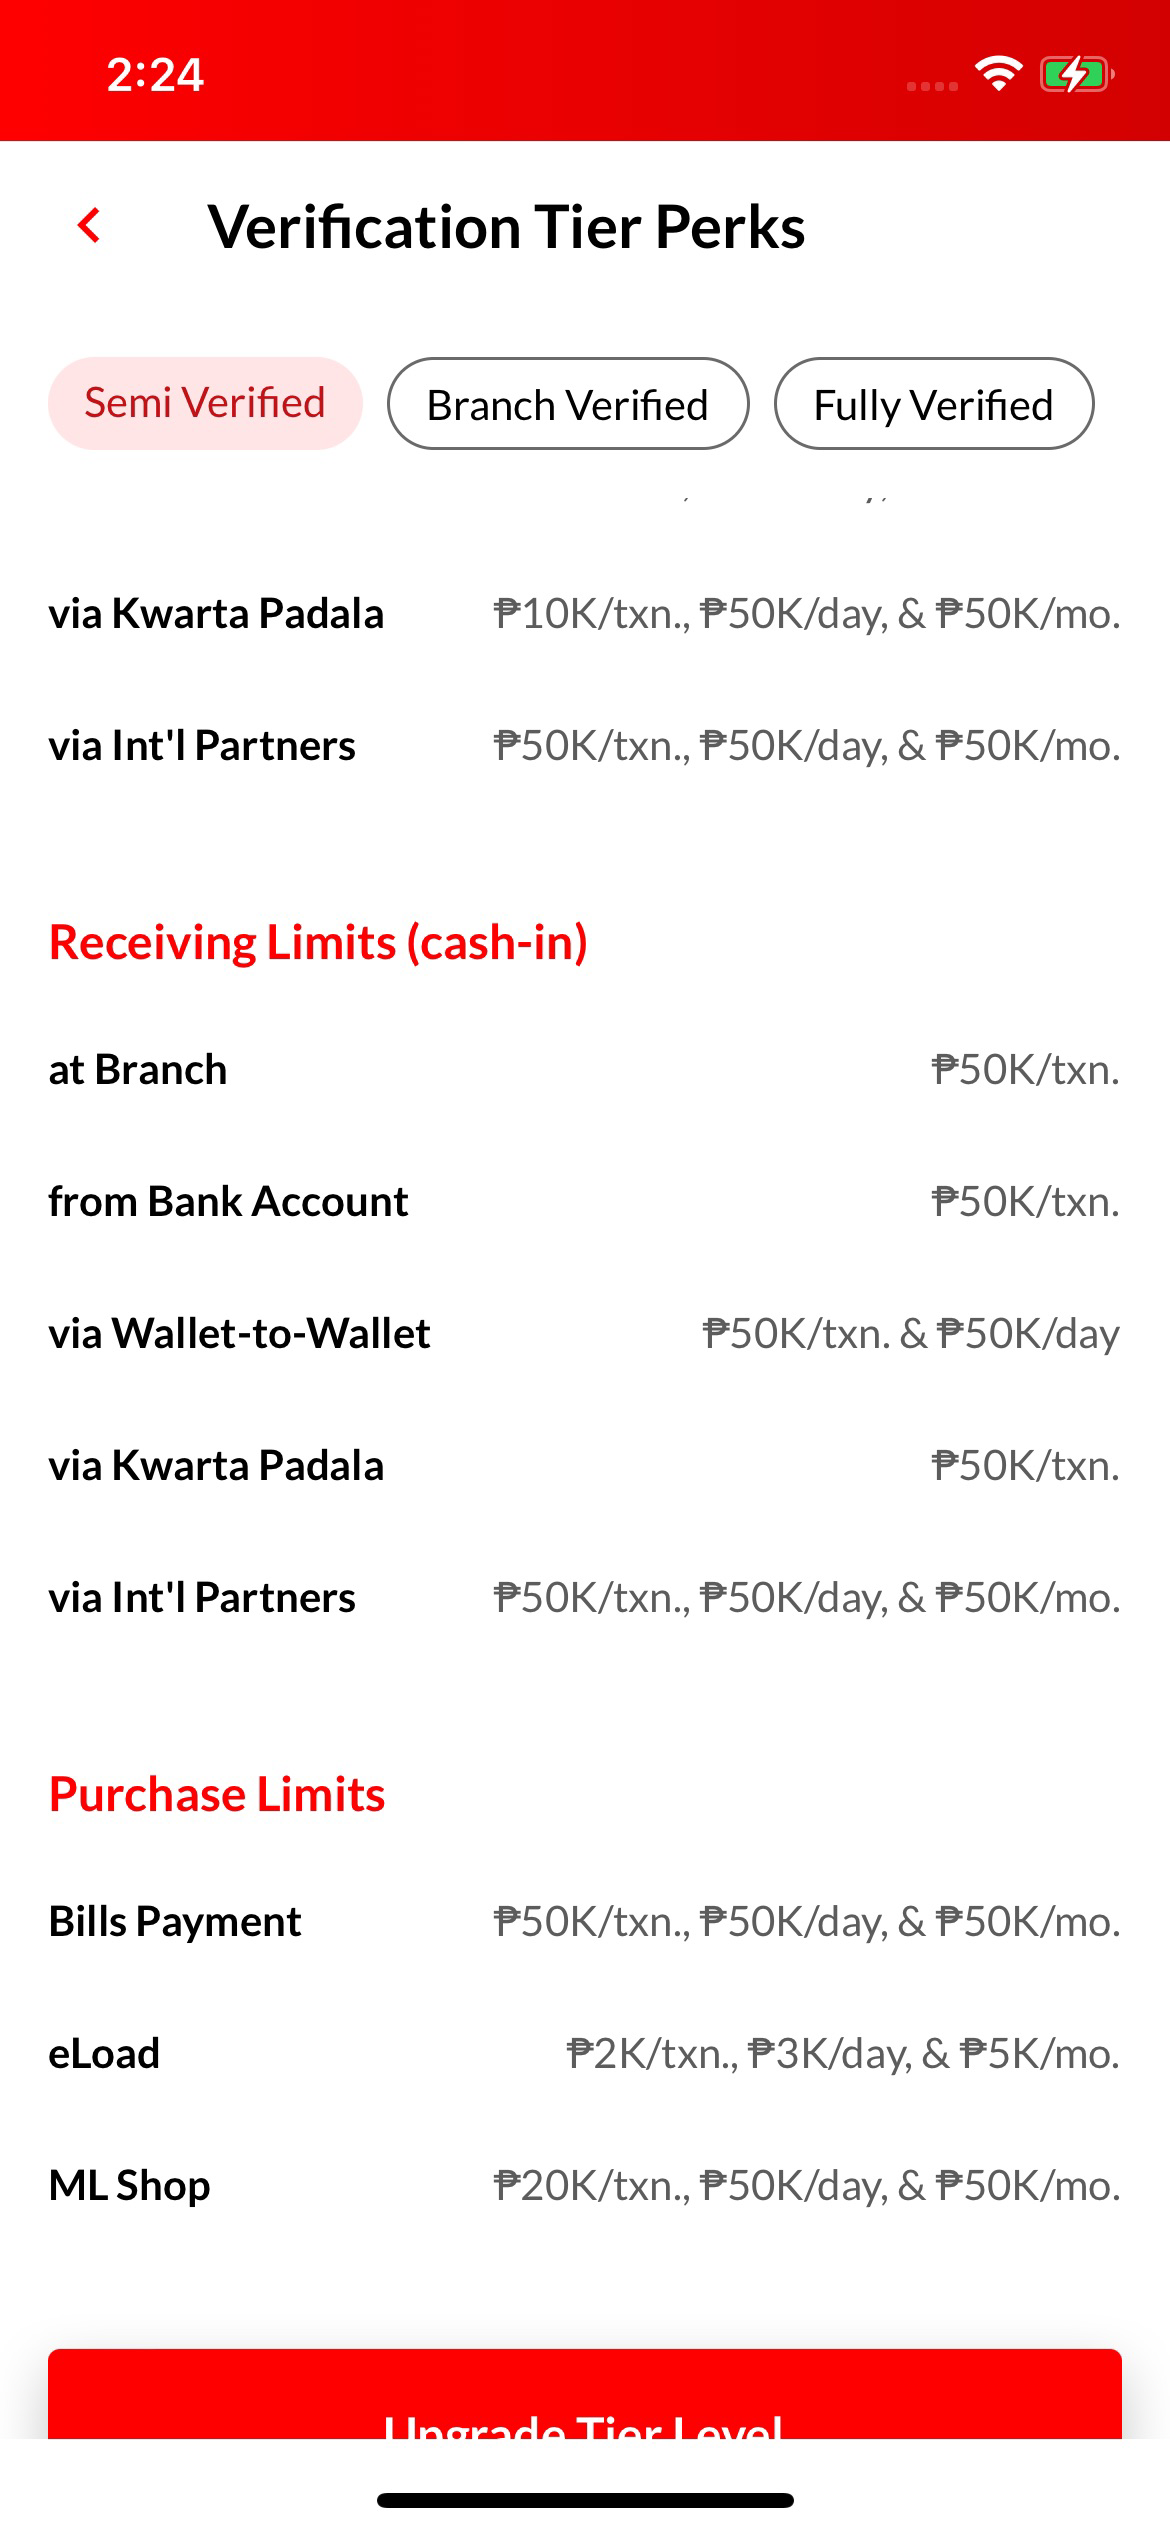 2:24
Verification Tier Perks
Semi Verified
Branch Verified
Fully Verified
via Kwarta Padala ₱10K/txn., ₱50K/day, & ₱50K/mo.
via Int'l Partners ₱50K/txn., ₱50K/day, & ₱50K/mo.
Receiving Limits (cash-in)
at Branch ₱50K/txn.
from Bank Account ₱50K/txn.
via Wallet-to-Wallet ₱50K/txn. & ₱50K/day
via Kwarta Padala ₱50K/txn.
via Int'l Partners ₱50K/txn., ₱50K/day, & ₱50K/mo.
Purchase Limits
Bills Payment ₱50K/txn., ₱50K/day, & ₱50K/mo.
eLoad ₱2K/txn., ₱3K/day, & ₱5K/mo.
ML Shop ₱20K/txn., ₱50K/day, & ₱50K/mo.
Upgrade Tier Level